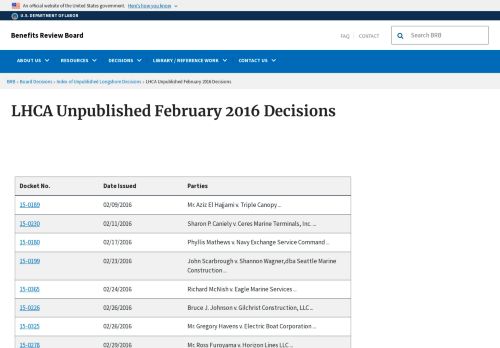 An official website of the United States government. Here's how you know
U.S. DEPARTMENT OF LABOR
Benefits Review Board
FAQ CONTACT
Search BRB
ABOUT US RESOURCES DECISIONS LIBRARY / REFERENCE WORK CONTACT US
BRB › Board Decisions › Index of Unpublished Longshore Decisions › LHCA Unpublished February 2016 Decisions
LHCA Unpublished February 2016 Decisions
Docket No. Date Issued Parties
15-0189 02/09/2016 Mr. Aziz El Hajjami v. Triple Canopy ...
15-0230 02/11/2016 Sharon P. Caniely v. Ceres Marine Terminals, Inc. ...
15-0180 02/17/2016 Phyllis Mathews v. Navy Exchange Service Command ...
15-0199 02/23/2016 John Scarbrough v. Shannon Wagner,dba Seattle Marine
Construction ...
15-0365 02/24/2016 Richard McNish v. Eagle Marine Services ...
15-0226 02/26/2016 Bruce J. Johnson v. Gilchrist Construction, LLC ...
15-0325 02/26/2016 Mr. Gregory Havens v. Electric Boat Corporation ...
15-0278 02/29/2016 Mr. Ross Furoyama v. Horizon Lines LLC ...